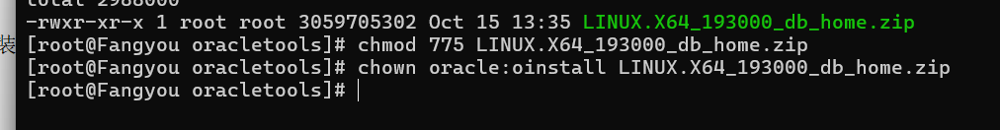 total 2988000
-rwxr-xr-x 1 root root 3059705302 Oct 15 13:35 LINUX.X64_193000_db_home.zip
装
[root@Fangyou oracletools]# chmod 775 LINUX.X64_193000_db_home.zip
[root@Fangyou oracletools]# chown oracle:oinstall LINUX.X64_193000_db_home.zip
[root@Fangyou oracletools]#